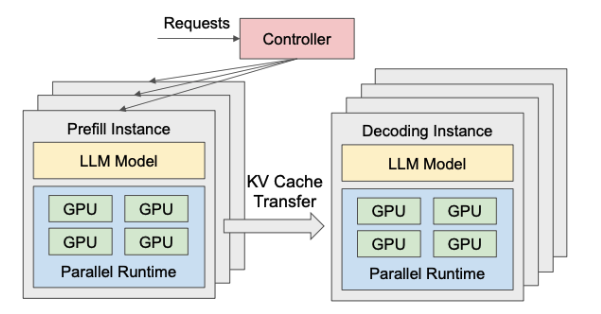 Requests
Controller
Prefill Instance
LLM Model
GPU GPU
GPU GPU
Parallel Runtime
KV Cache
Transfer
Decoding Instance
LLM Model
GPU GPU
GPU GPU
Parallel Runtime